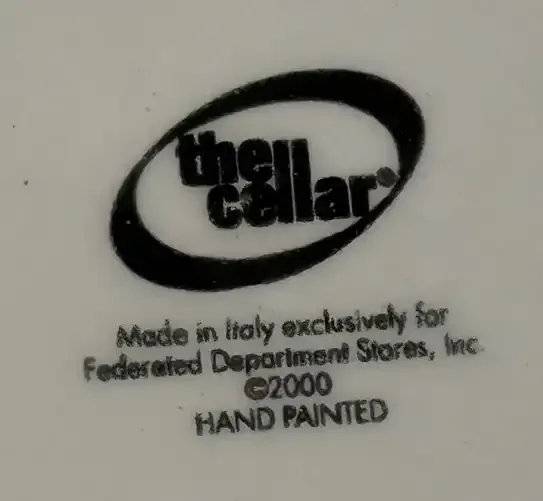 the
cellar®
Made in Italy exclusively for
Federated Department Stores, Inc.
©2000
HAND PAINTED